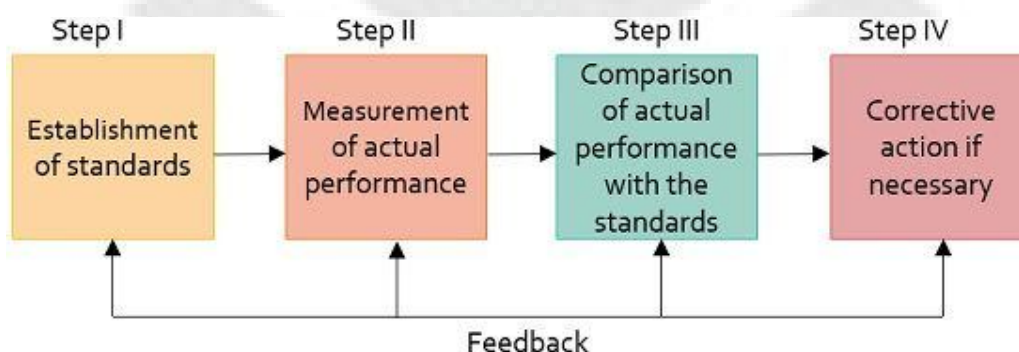 Step I
Establishment
of standards
Step II
Measurement
of actual
performance
Step III
Comparison
of actual
performance
with the
standards
Step IV
Corrective
action if
necessary
Feedback